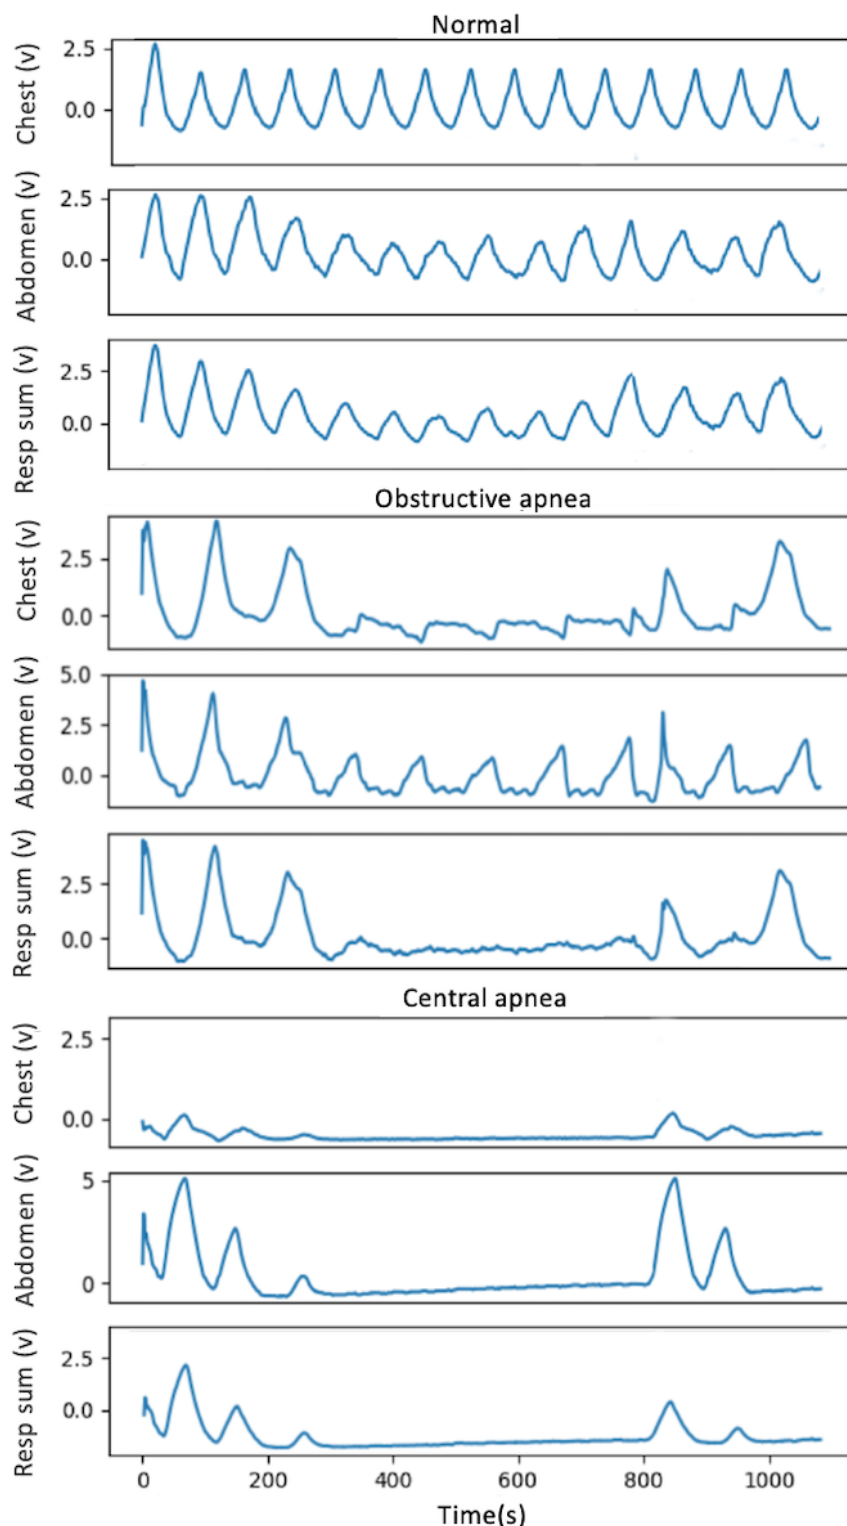 Normal
Chest (v)
2.5
0.0
Abdomen (v)
2.5
0.0
Resp sum (v)
2.5
0.0
Obstructive apnea
Chest (v)
2.5
0.0
Abdomen (v)
5.0
2.5
0.0
Resp sum (v)
2.5
0.0
Central apnea
Chest (v)
2.5
0.0
Abdomen (v)
5
0
Resp sum (v)
2.5
0.0
0 200 400 600 800 1000
Time(s)